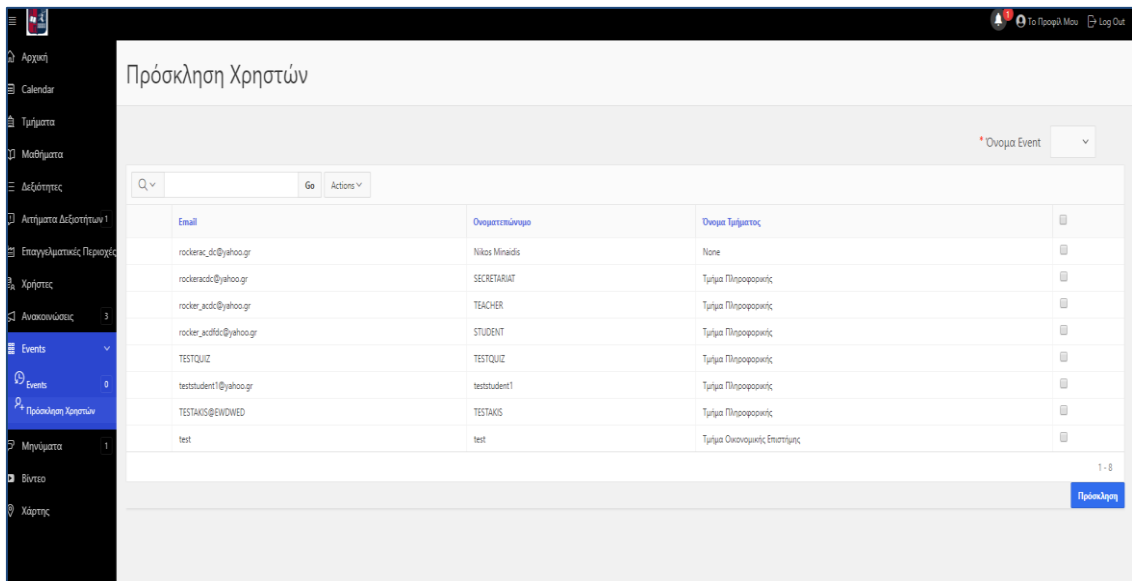 1
Το Προφίλ Μου Log Out
Αρχική
Calendar
Τμήματα
Μαθήματα
Δεξιότητες
Αιτήματα Δεξιοτήτων 1
Επαγγελματικές Περιοχές
Χρήστες
Ανακοινώσεις 3
Events
Events 0
Πρόσκληση Χρηστών
Μηνύματα 1
Βίντεο
Χάρτης
Πρόσκληση Χρηστών
* Όνομα Event
Go Actions
Email Ονοματεπώνυμο Όνομα Τμήματος
rockerac_dc@yahoo.gr Nikos Minaidis None
rockeracdc@yahoo.gr SECRETARIAT Τμήμα Πληροφορικής
rocker_acdc@yahoo.gr TEACHER Τμήμα Πληροφορικής
rocker_acdfdc@yahoo.gr STUDENT Τμήμα Πληροφορικής
TESTQUIZ TESTQUIZ Τμήμα Πληροφορικής
teststudent1@yahoo.gr teststudent1 Τμήμα Πληροφορικής
TESTAKIS@EWDWED TESTAKIS Τμήμα Πληροφορικής
test test Τμήμα Οικονομικής Επιστήμης
1 - 8
Πρόσκληση